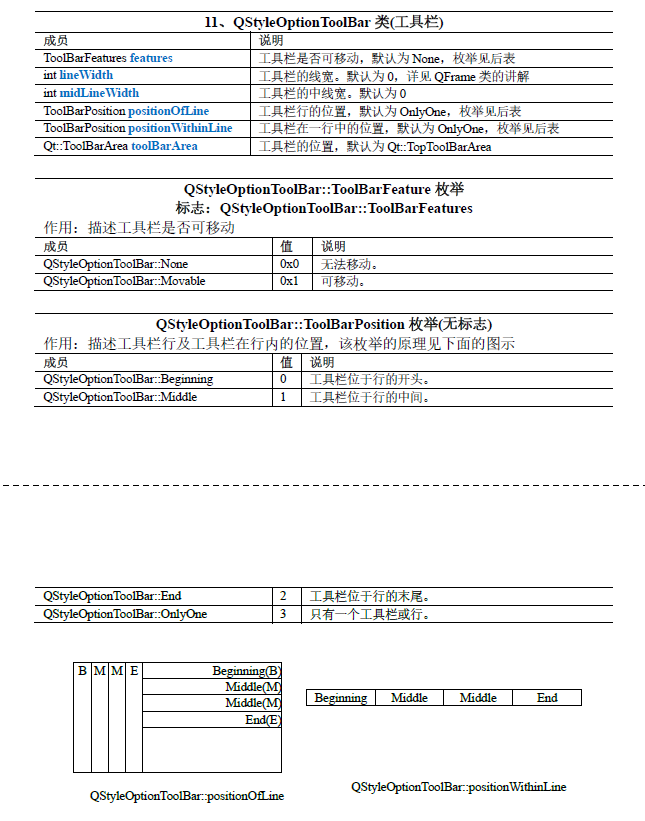 11、QStyleOptionToolBar 类(工具栏)
成员 说明
ToolBarFeatures features 工具栏是否可移动，默认为 None，枚举见后表
int lineWidth 工具栏的线宽。默认为 0，详见 QFrame 类的讲解
int midLineWidth 工具栏的中线宽。默认为 0
ToolBarPosition positionOfLine 工具栏行的位置，默认为 OnlyOne，枚举见后表
ToolBarPosition positionWithinLine 工具栏在一行中的位置，默认为 OnlyOne，枚举见后表
Qt::ToolBarArea toolBarArea 工具栏的位置，默认为 Qt::TopToolBarArea
QStyleOptionToolBar::ToolBarFeature 枚举
标志：QStyleOptionToolBar::ToolBarFeatures
作用：描述工具栏是否可移动
成员 值 说明
QStyleOptionToolBar::None 0x0 无法移动。
QStyleOptionToolBar::Movable 0x1 可移动。
QStyleOptionToolBar::ToolBarPosition 枚举(无标志)
作用：描述工具栏行及工具栏在行内的位置，该枚举的原理见下面的图示
成员 值 说明
QStyleOptionToolBar::Beginning 0 工具栏位于行的开头。
QStyleOptionToolBar::Middle 1 工具栏位于行的中间。
QStyleOptionToolBar::End 2 工具栏位于行的末尾。
QStyleOptionToolBar::OnlyOne 3 只有一个工具栏或行。
B M M E Beginning(B)
Middle(M)
Middle(M)
End(E)
Beginning Middle Middle End
QStyleOptionToolBar::positionOfLine
QStyleOptionToolBar::positionWithinLine